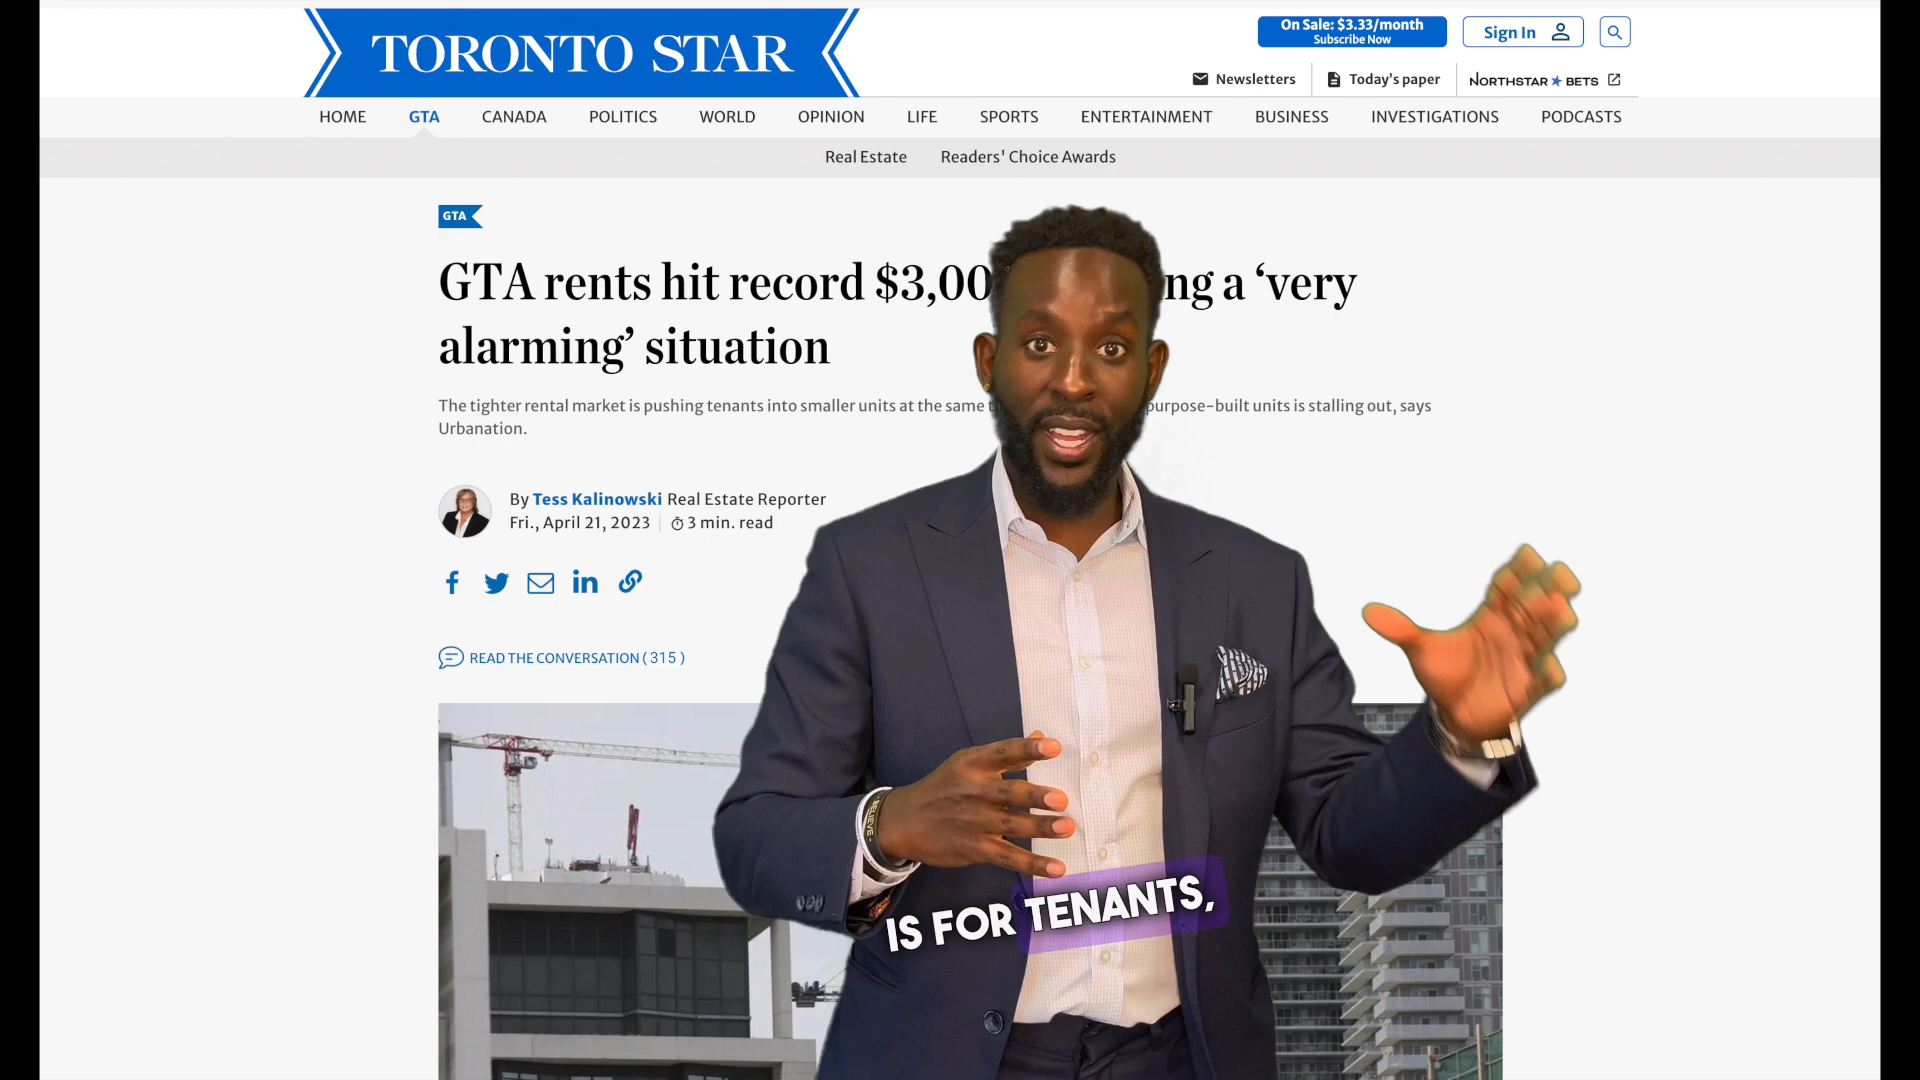 TORONTO STAR
On Sale: $3.33/month
Subscribe Now
Sign In
Newsletters
Today's paper
NORTHSTAR BETS
HOME GTA CANADA POLITICS WORLD OPINION LIFE SPORTS ENTERTAINMENT BUSINESS INVESTIGATIONS PODCASTS
Real Estate Readers' Choice Awards
GTA
GTA rents hit record a ‘very
alarming’ situation
The tighter rental market is pushing tenants into smaller units at the same purpose-built units is stalling out, says
Urbanation.
By Tess Kalinowski Real Estate Reporter
Fri., April 21, 2023 3 min. read
READ THE CONVERSATION ( 315 )
BELIEVE
IS FOR TENANTS,